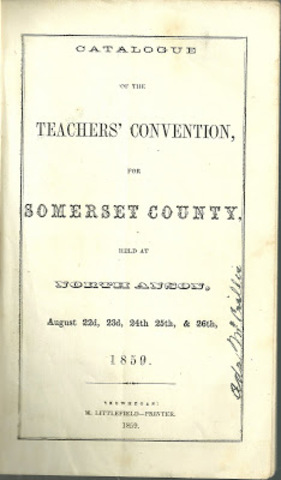 CATALOGUE
OF THE
TEACHERS' CONVENTION,
FOR
SOMERSET COUNTY,
HELD AT
NORTH ANSON,
August 22d, 23d, 24th 25th, & 26th,
1859.
SKOWHEGAN:
M. LITTLEFIELD—PRINTER.
1859.
Ada